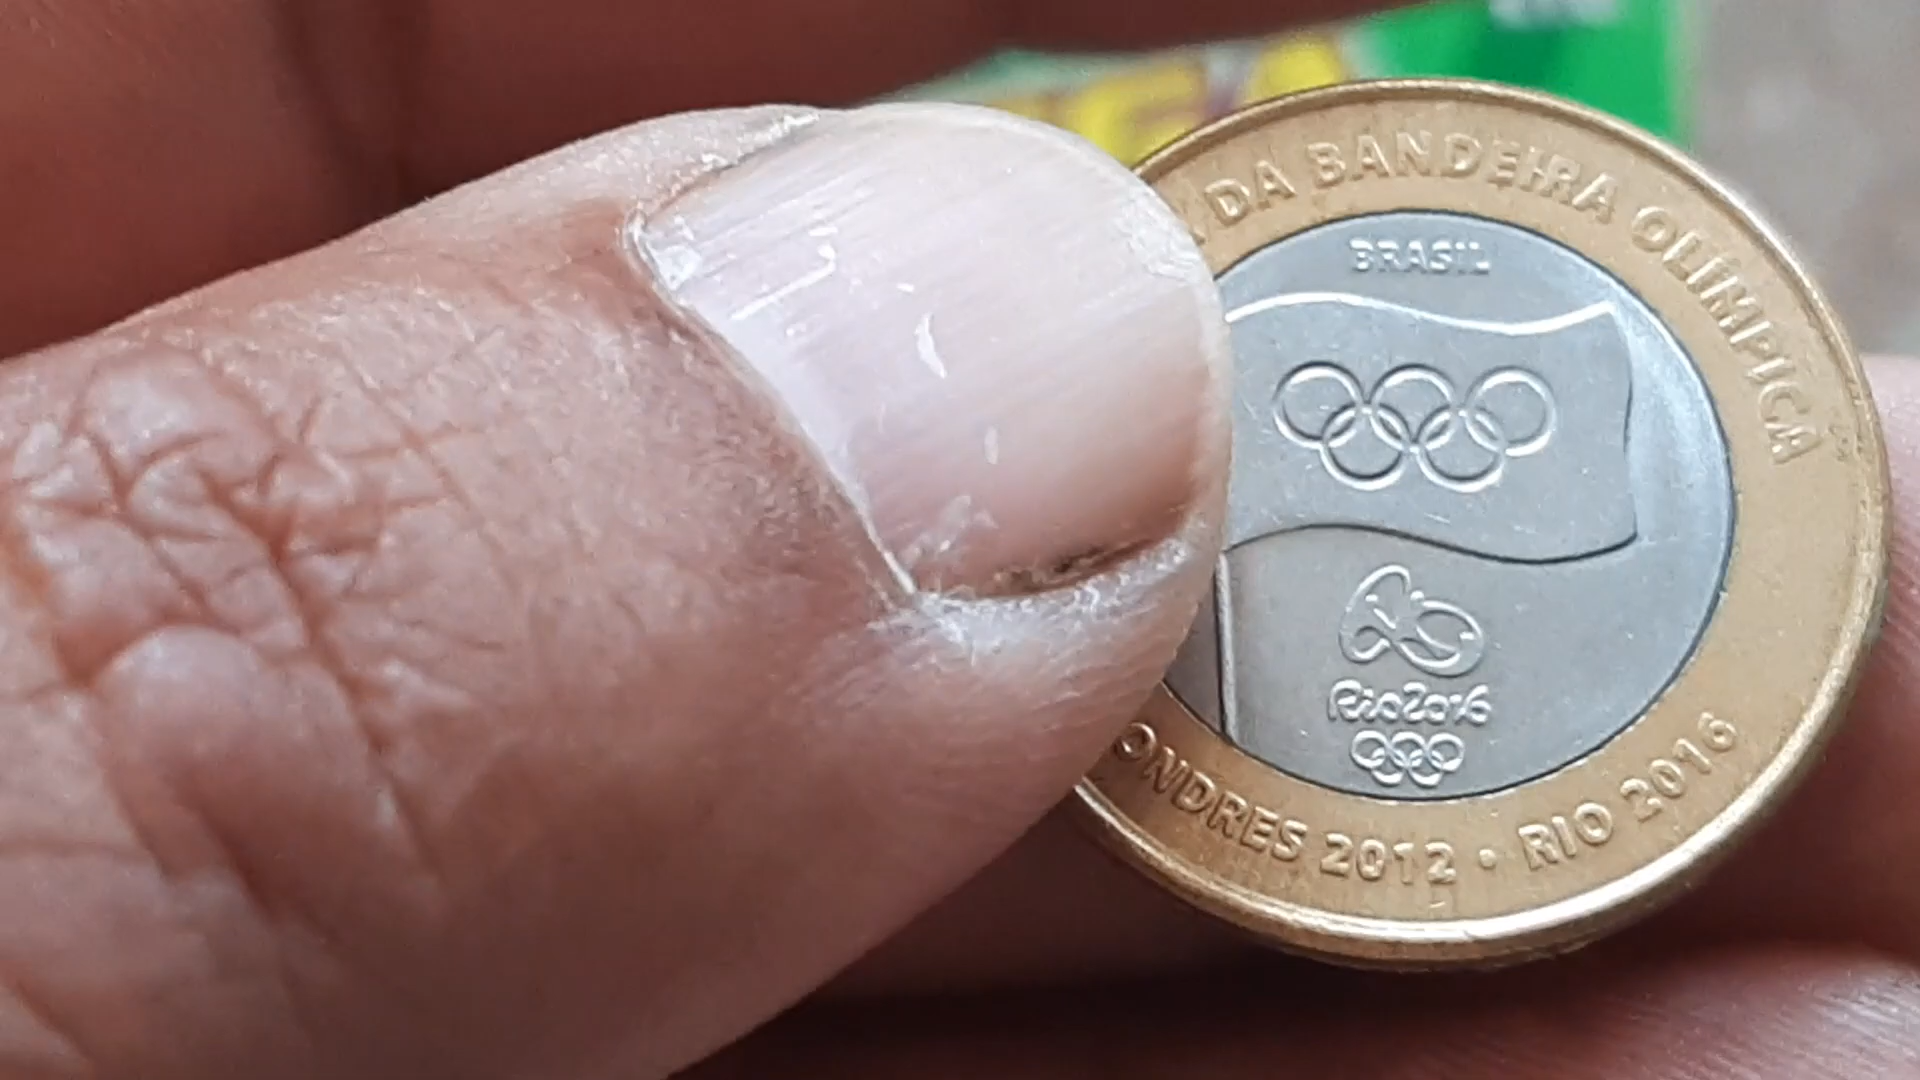 DA BANDEIRA OLÍMPICA
BRASIL
Rio2016
ONDRES 2012 • RIO 2016